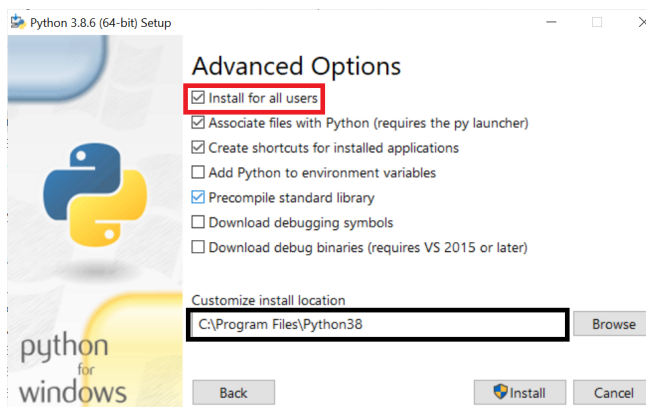 Python 3.8.6 (64-bit) Setup
Advanced Options
Install for all users
Associate files with Python (requires the py launcher)
Create shortcuts for installed applications
Add Python to environment variables
Precompile standard library
Download debugging symbols
Download debug binaries (requires VS 2015 or later)
Customize install location
C:\Program Files\Python38
Browse
python
for
windows
Back
Install
Cancel